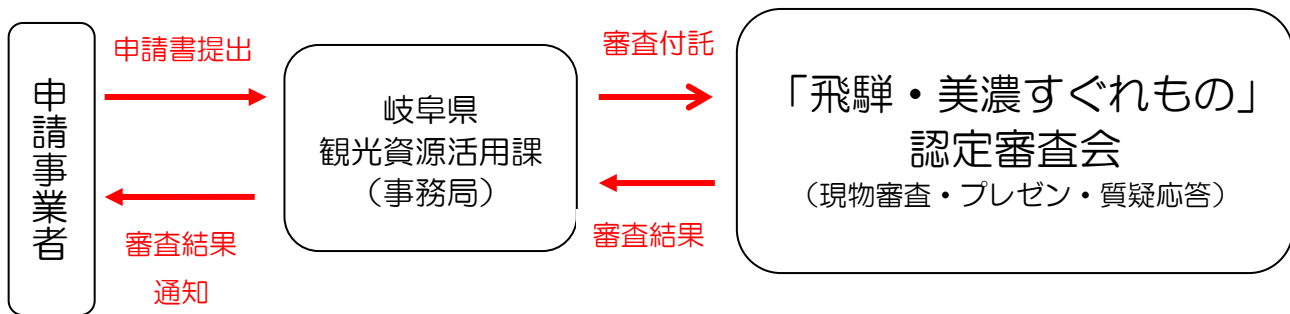 申請事業者
申請書提出
審査結果
通知
岐阜県
観光資源活用課
（事務局）
審査付託
審査結果
「飛騨・美濃すぐれもの」
認定審査会
（現物審査・プレゼン・質疑応答）